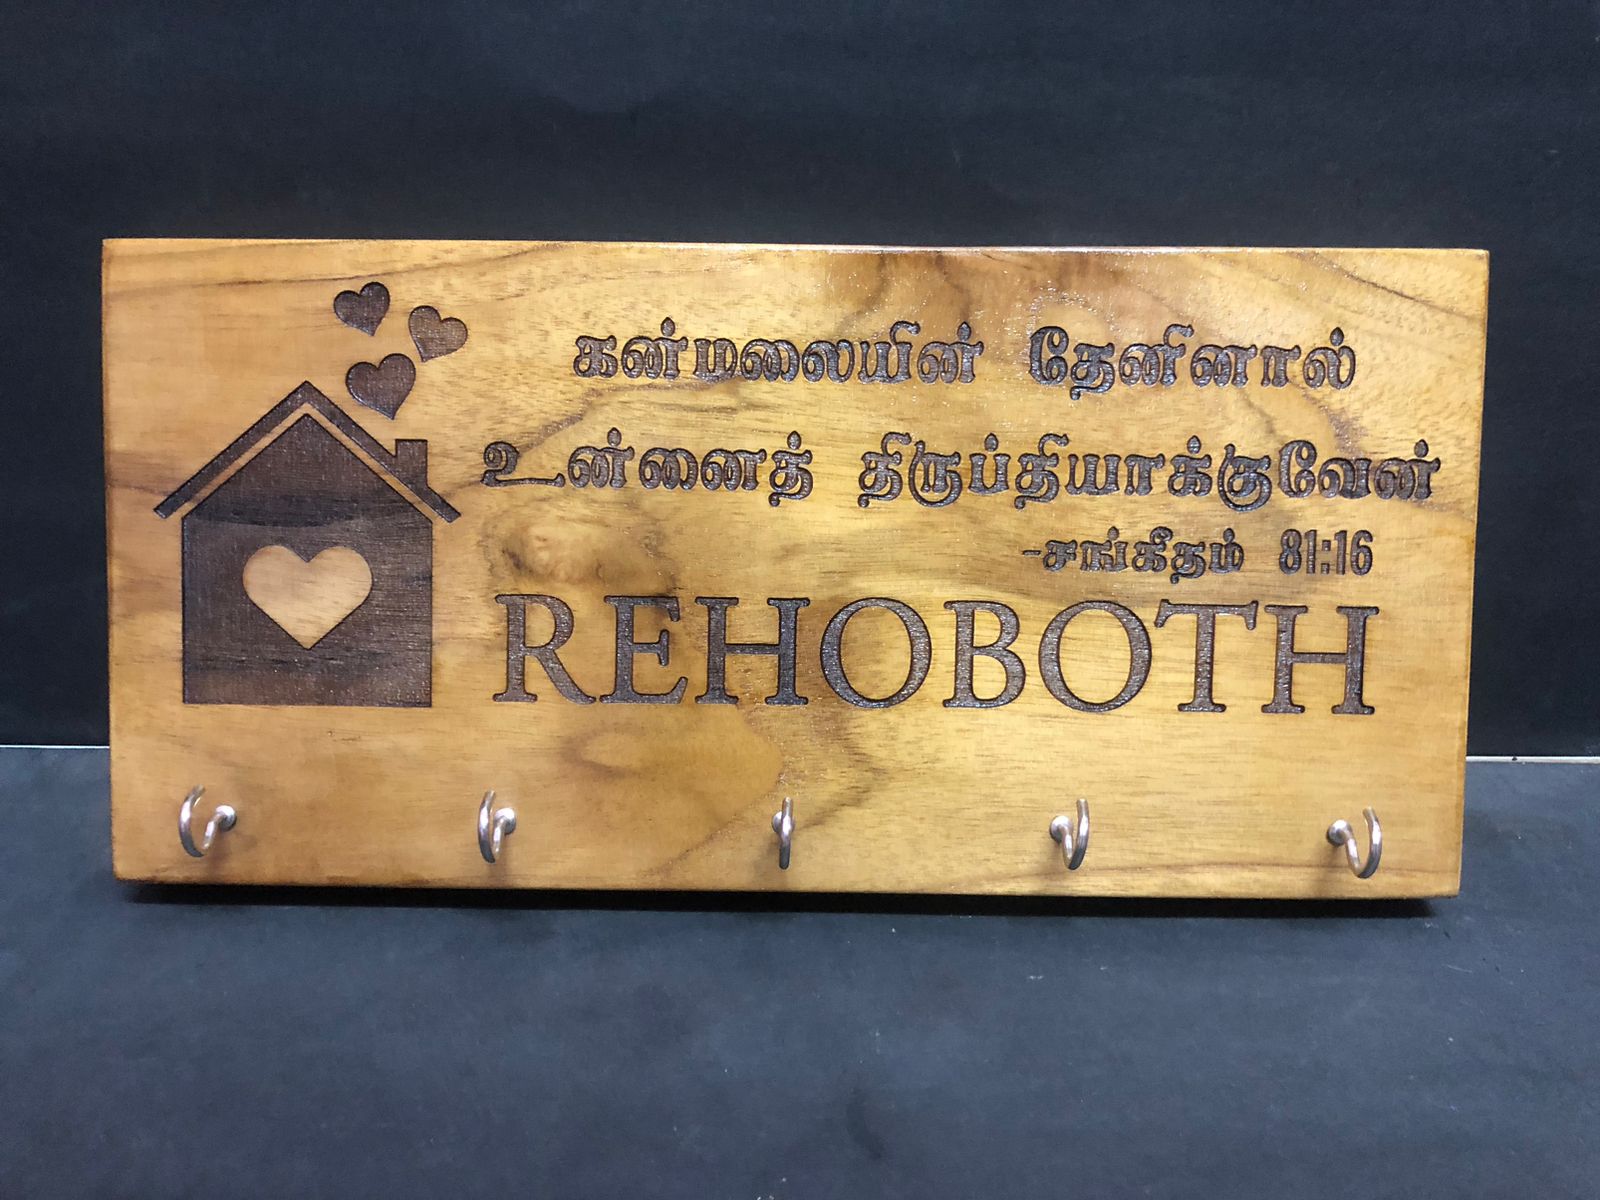 கன்மலையின் தேனினால்
உன்னைத் திருப்தியாக்குவேன்
-சங்கீதம் 81:16
REHOBOTH